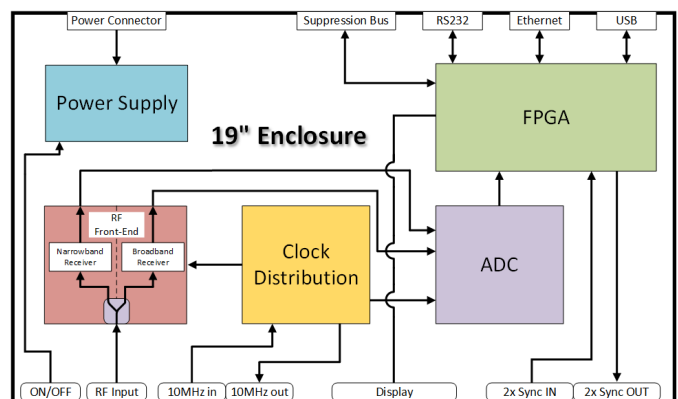 Power Connector
Suppression Bus
RS232
Ethernet
USB
Power Supply
FPGA
19" Enclosure
RF
Front-End
Narrowband
Receiver
Broadband
Receiver
Clock
Distribution
ADC
ON/OFF
RF Input
10MHz in
10MHz out
Display
2x Sync IN
2x Sync OUT